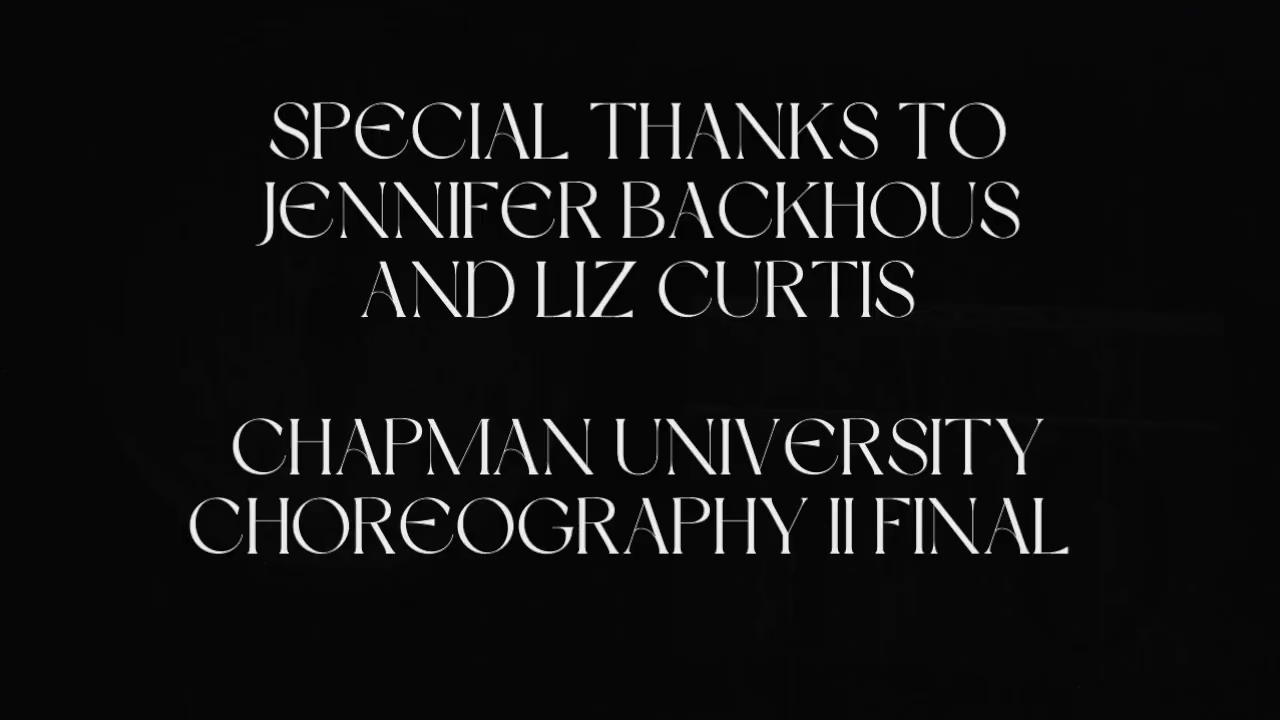 SPECIAL THANKS TO
JENNIFER BACKHOUS
AND LIZ CURTIS
CHAPMAN UNIVERSITY
CHOREOGRAPHY II FINAL